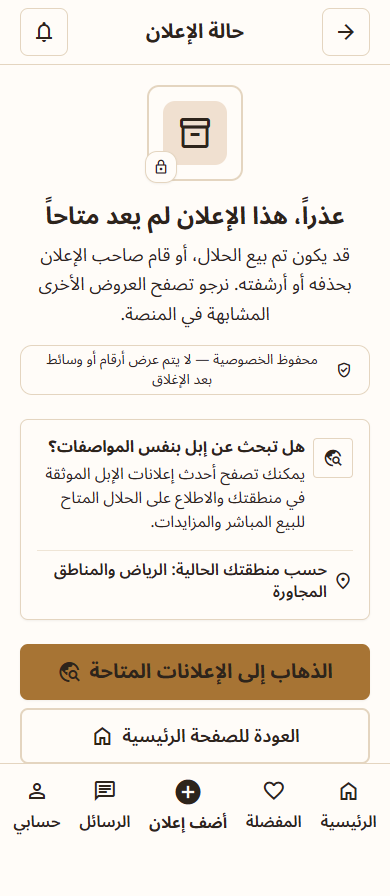 حالة الإعلان
عذراً، هذا الإعلان لم يعد متاحاً
قد يكون تم بيع الحلال، أو قام صاحب الإعلان
بحذفه أو أرشفته. نرجو تصفح العروض الأخرى
المشابهة في المنصة.
محفوظ الخصوصية — لا يتم عرض أرقام أو وسائط
بعد الإغلاق
هل تبحث عن إبل بنفس المواصفات؟
يمكنك تصفح أحدث إعلانات الإبل الموثقة
في منطقتك والاطلاع على الحلال المتاح
للبيع المباشر والمزايدات.
حسب منطقتك الحالية: الرياض والمناطق
المجاورة
الذهاب إلى الإعلانات المتاحة
العودة للصفحة الرئيسية
الرئيسية
المفضلة
أضف إعلان
الرسائل
حسابي